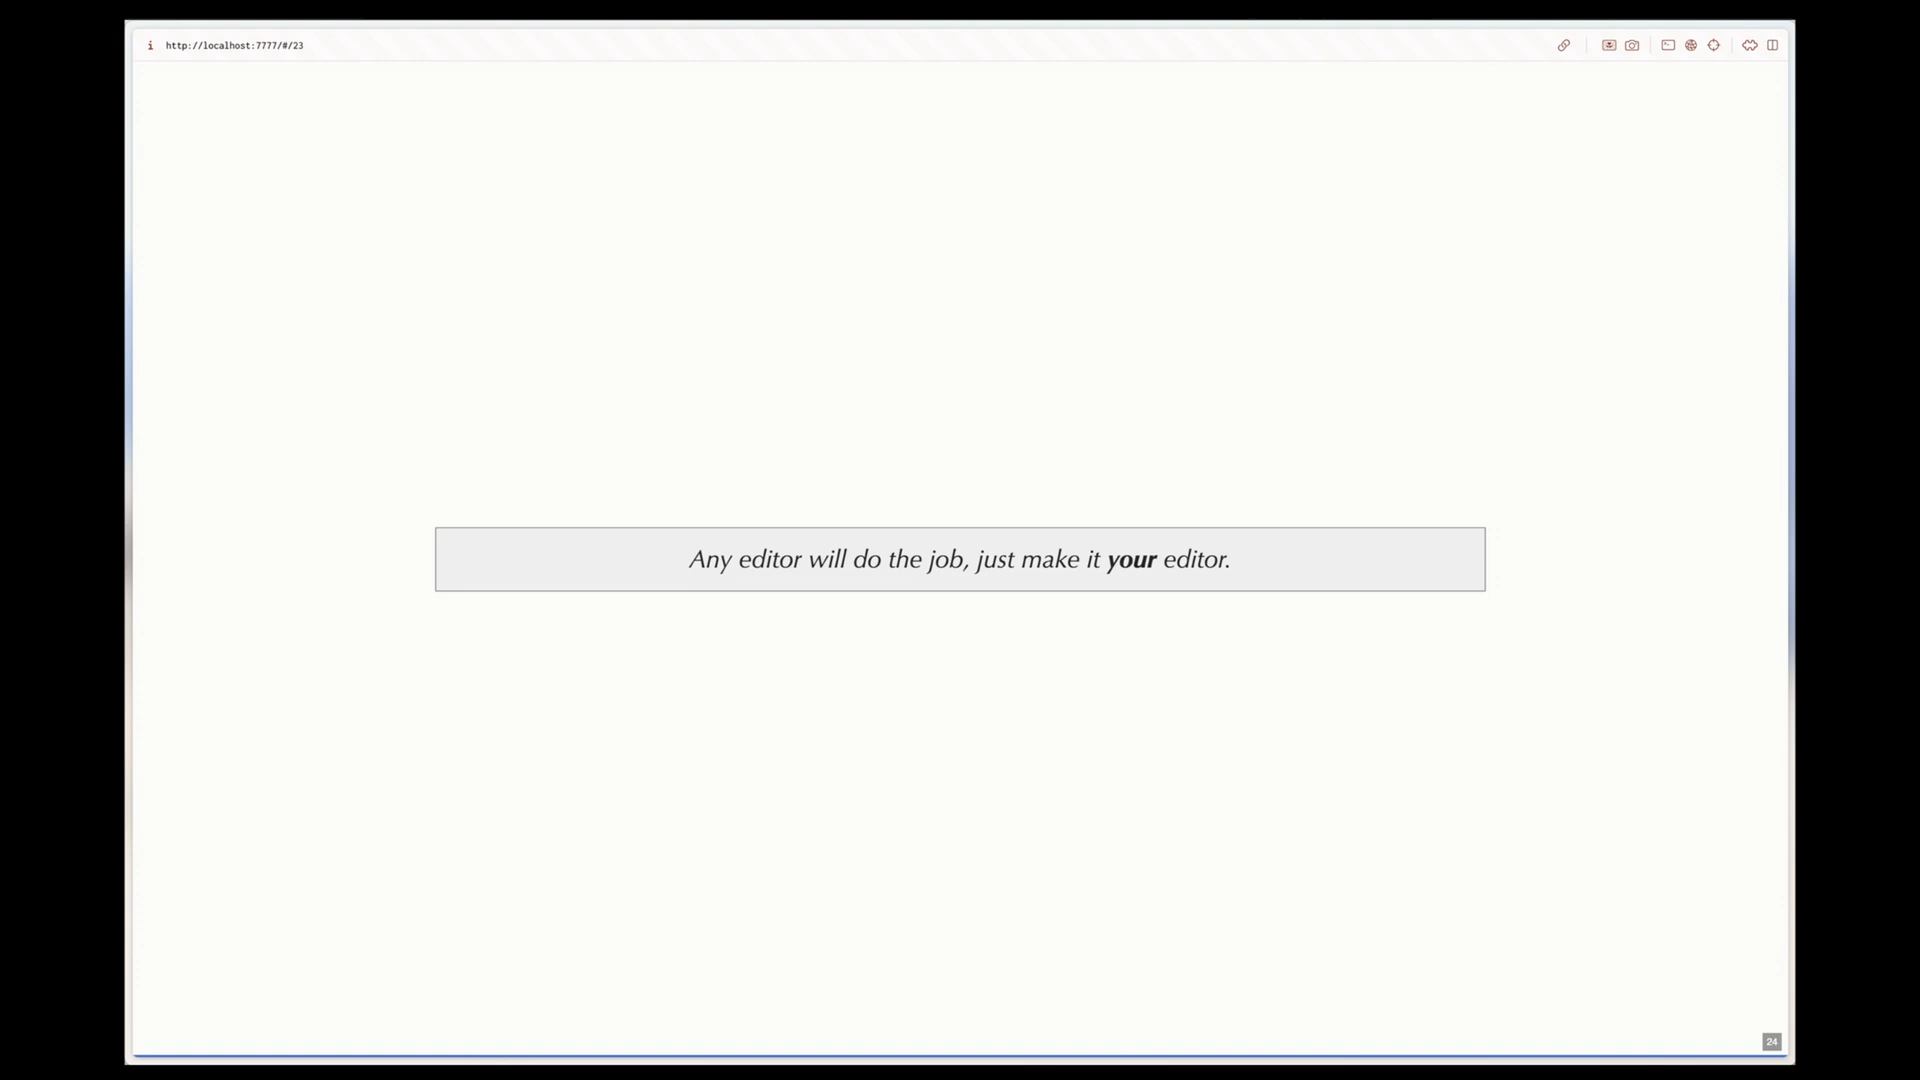 http://localhost:7777/#/23
Any editor will do the job, just make it your editor.
24